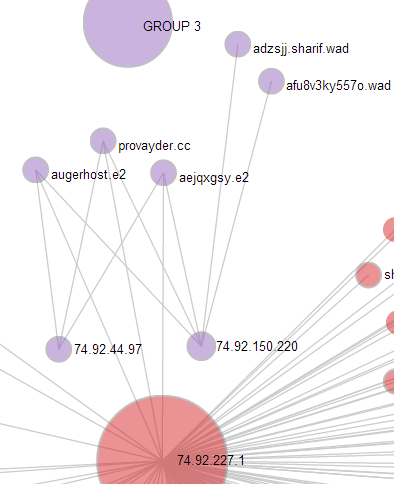 GROUP 3
adzsjj.sharif.wad
afu8v3ky557o.wad
provayder.cc
augerhost.e2
aejqxgsy.e2
sh
74.92.44.97
74.92.150.220
74.92.227.1